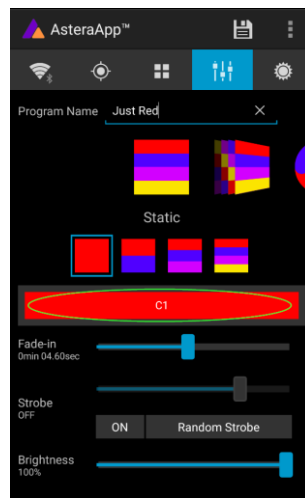 AsteraApp™
Program Name Just Red
Static
C1
Fade-in
0min 04.60sec
Strobe
OFF
ON Random Strobe
Brightness
100%